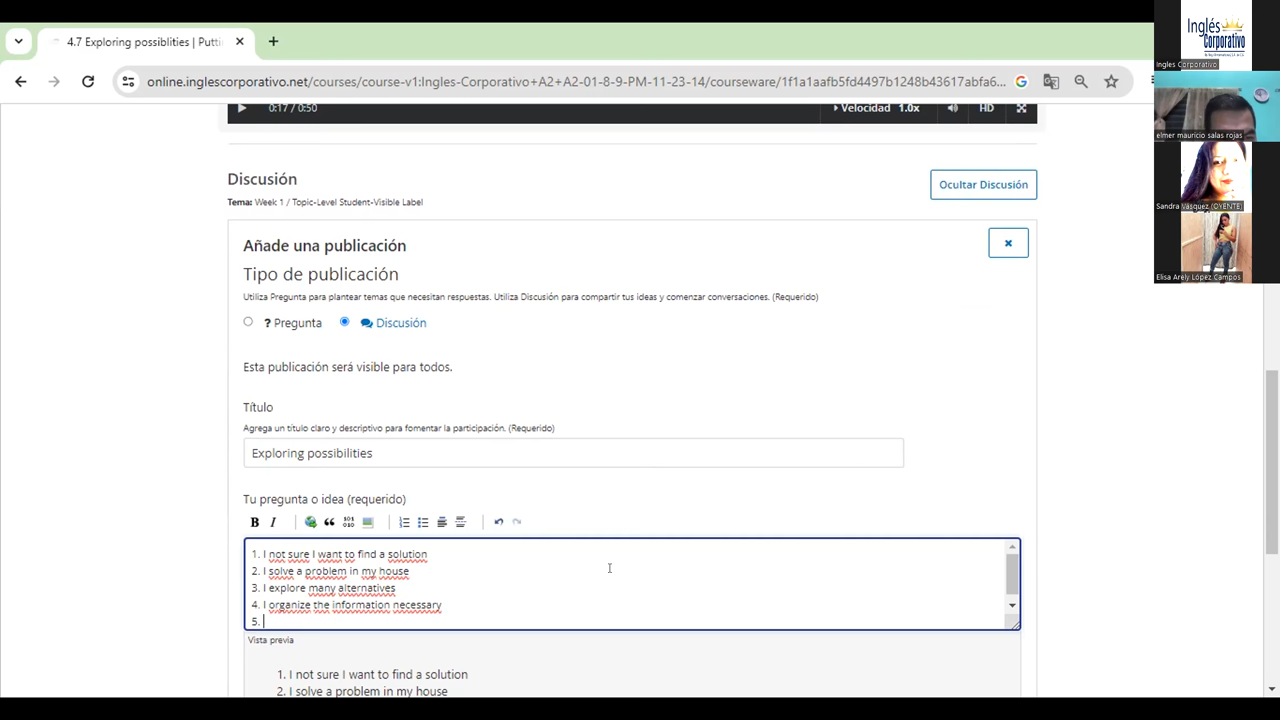 4.7 Exploring possiblities | Putti
online.inglescorporativo.net/courses/course-v1:Ingles-Corporativo+A2+A2-01-8-9-PM-11-23-14/courseware/1f1a1aafb5fd4497b1248b43617abfa6...
0:17 / 0:50
Velocidad 1.0x
HD
Discusión
Ocultar Discusión
Tema: Week 1 / Topic-Level Student-Visible Label
Añade una publicación
Tipo de publicación
Utiliza Pregunta para plantear temas que necesitan respuestas. Utiliza Discusión para compartir tus ideas y comenzar conversaciones. (Requerido)
? Pregunta
Discusión
Esta publicación será visible para todos.
Título
Agrega un título claro y descriptivo para fomentar la participación. (Requerido)
Exploring possibilities
Tu pregunta o idea (requerido)
B I
1. I not sure I want to find a solution
2. I solve a problem in my house
3. I explore many alternatives
4. I organize the information necessary
5.
Vista previa
1. I not sure I want to find a solution
2. I solve a problem in my house
Inglés
Corporativo
Ingles Corporativo
elmer mauricio salas rojas
Sandra Vásquez (OYENTE)
Elisa Arely López Campos